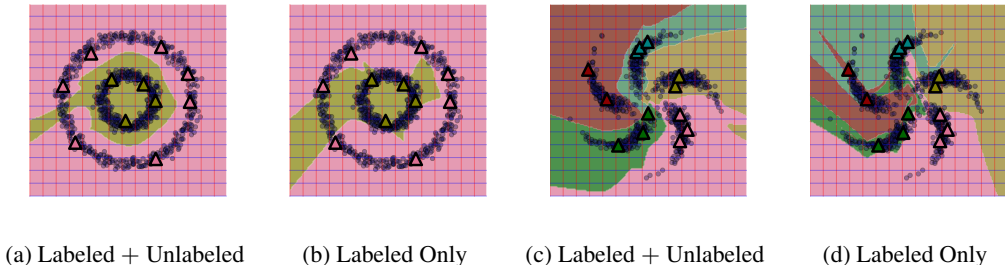 (a) Labeled + Unlabeled
(b) Labeled Only
(c) Labeled + Unlabeled
(d) Labeled Only